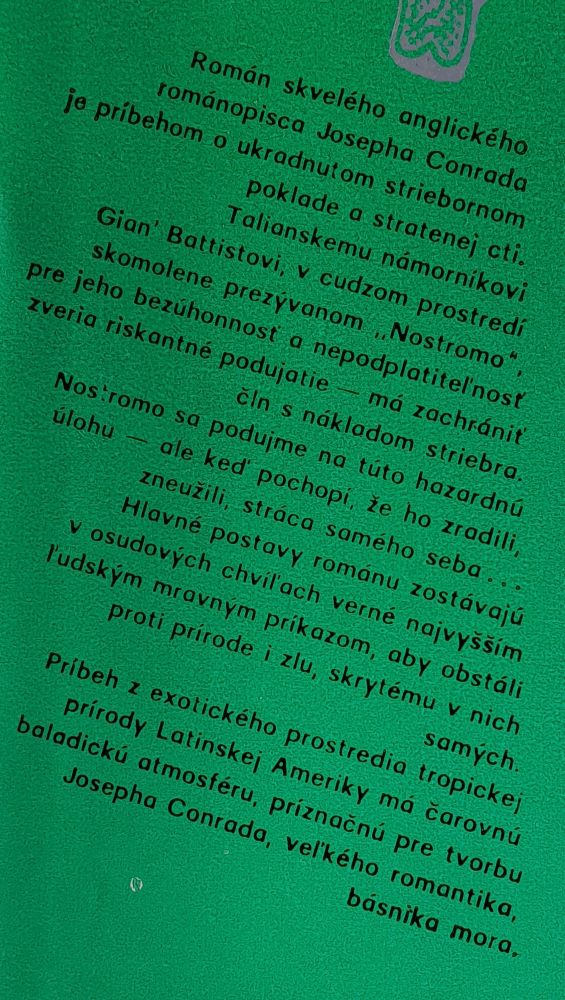 Román skvelého anglického
románopisca Josepha Conrada
je príbehom o ukradnutom striebornom
poklade a stratenej cti.
Talianskemu námorníkovi
Gian' Battistovi, v cudzom prostredí
skomolene prezývanom „Nostromo“,
pre jeho bezúhonnosť a nepodplatiteľnosť
zveria riskantné podujatie — má zachrániť
čln s nákladom striebra.
Nostromo sa podujme na túto hazardnú
úlohu — ale keď pochopí, že ho zradili,
zneužili, stráca samého seba...
Hlavné postavy románu zostávajú
v osudových chvíľach verné najvyšším
ľudským mravným príkazom, aby obstáli
proti prírode i zlu, skrytému v nich
samých.
Príbeh z exotického prostredia tropickej
prírody Latinskej Ameriky má čarovnú
baladickú atmosféru, príznačnú pre tvorbu
Josepha Conrada, veľkého romantika,
básnika mora.